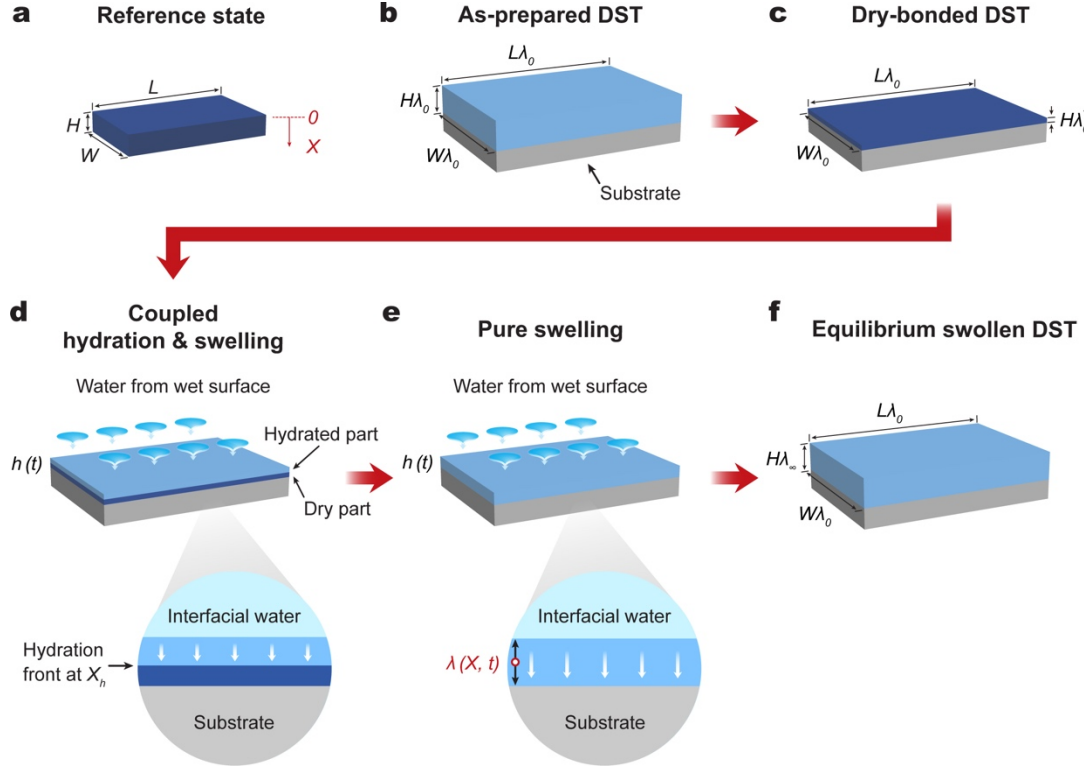 a Reference state
L
H
W
0
X
b As-prepared DST
Lλ₀
Hλ₀
Wλ₀
Substrate
c Dry-bonded DST
Lλ₀
Wλ₀
d Coupled
hydration & swelling
Water from wet surface
h (t)
Hydrated part
Dry part
Interfacial water
Hydration
front at Xₕ
Substrate
e Pure swelling
Water from wet surface
h (t)
Interfacial water
λ (X, t)
Substrate
f Equilibrium swollen DST
Lλ₀
Hλ∞
Wλ₀